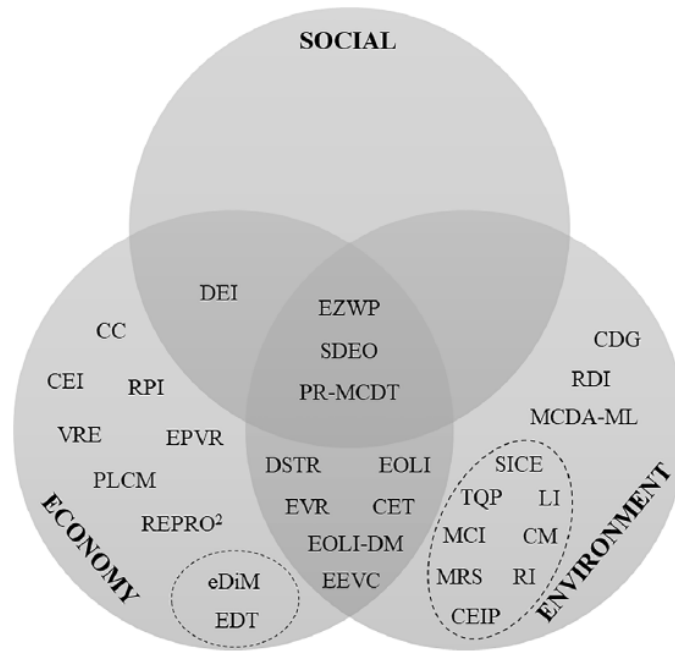 SOCIAL
DEI
EZWP
SDEO
PR-MCDT
CC
CEI
RPI
VRE
EPVR
PLCM
REPRO²
ECONOMY
eDiM
EDT
DSTR
EOLI
EVR
CET
EOLI-DM
EEVC
CDG
RDI
MCDA-ML
SICE
TQP
LI
MCI
CM
MRS
RI
CEIP
ENVIRONMENT